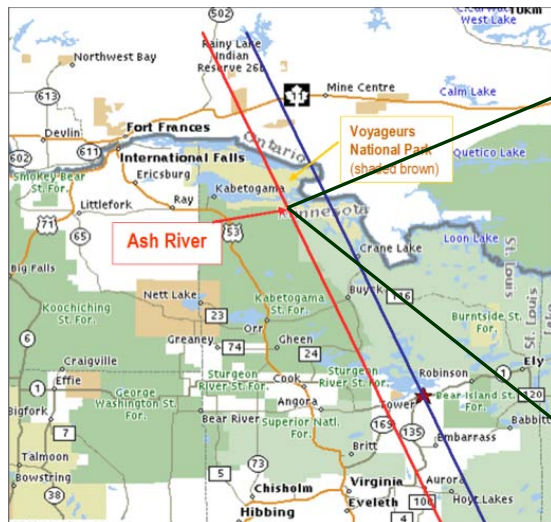 502
10km
Clearwater
West Lake
Northwest Bay
Rainy Lake
Indian
Reserve 26B
Mine Centre
Calm Lake
613
11
Devlin
Fort Frances
Ontario
Voyageurs
National Park
(shaded brown)
602
611
International Falls
Quetico Lake
Smokey Bear
St. For.
Ericsburg
Kabetogama
Ray
Littlefork
Minnesota
71
65
53
Ash River
Loon Lake
Crane Lake
St. Louis
Big Falls
Buyck
116
Nett Lake
Kabetogama
St. For.
Koochiching
St. For.
23
Burntside St.
For.
6
Orr
Greaney
74
Gheen
24
Craigville
Sturgeon
River St. For.
Sturgeon
River St. For.
Robinson
Ely
1
Effie
Cook
1
George
Washington St.
For.
Tower
Bear Island St.
For.
120
Bigfork
Bear River
Angora
Babbitt
7
Superior Natl.
For.
169
135
Embarrass
Talmoon
Britt
5
73
Bowstring
Aurora
38
Chisholm
Virginia
100
Hoyt Lakes
Hibbing
Eveleth